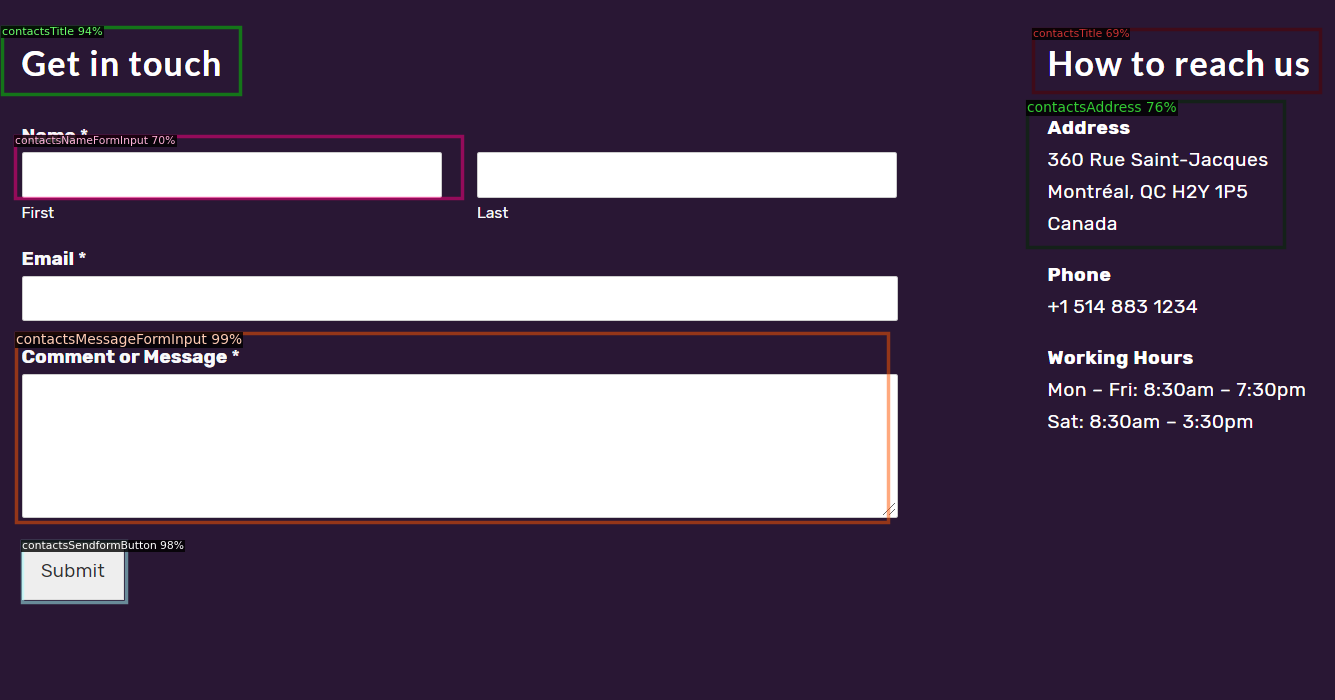 contactsTitle 94%
Get in touch
Name *
contactsNameFormInput 70%
First
Last
Email *
contactsMessageFormInput 99%
Comment or Message *
contactsSendformButton 98%
Submit
contactsTitle 69%
How to reach us
contactsAddress 76%
Address
360 Rue Saint-Jacques
Montréal, QC H2Y 1P5
Canada
Phone
+1 514 883 1234
Working Hours
Mon – Fri: 8:30am – 7:30pm
Sat: 8:30am – 3:30pm